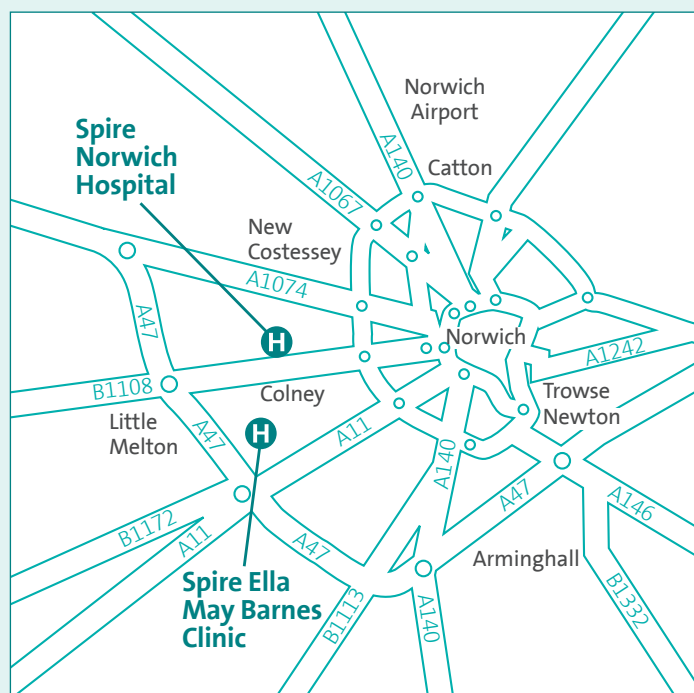 Norwich
Airport
A140
Catton
Spire
Norwich
Hospital
A1067
New
Costessey
A1074
A47
H
Norwich
A1242
B1108
Colney
Little
Melton
Trowse
Newton
A47
H
A11
A140
A47
A146
B1172
A11
A47
Arminghall
Spire Ella
May Barnes
Clinic
B1113
A140
B1332